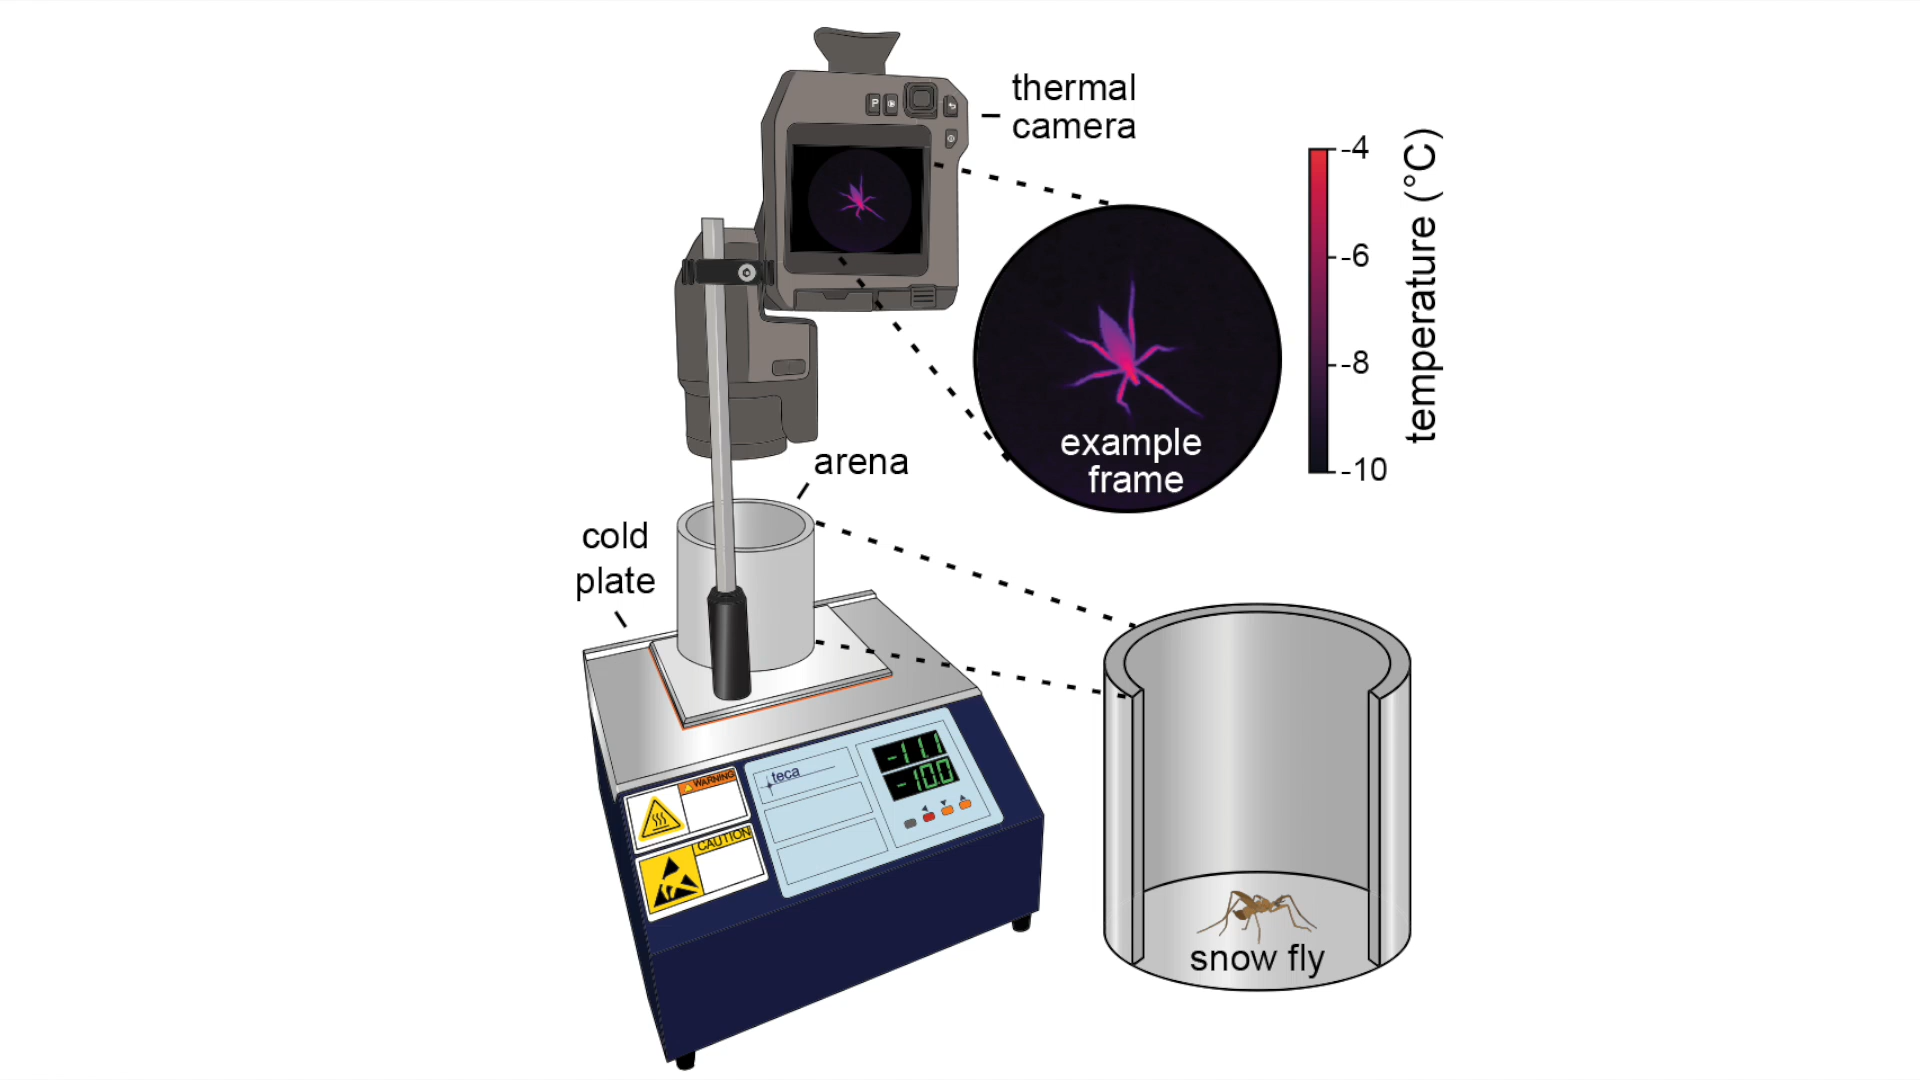 thermal
camera
P
-4
-6
-8
-10
temperature (°C)
example
frame
arena
cold
plate
-11.1
-10.0
teca
WARNING
CAUTION
snow fly